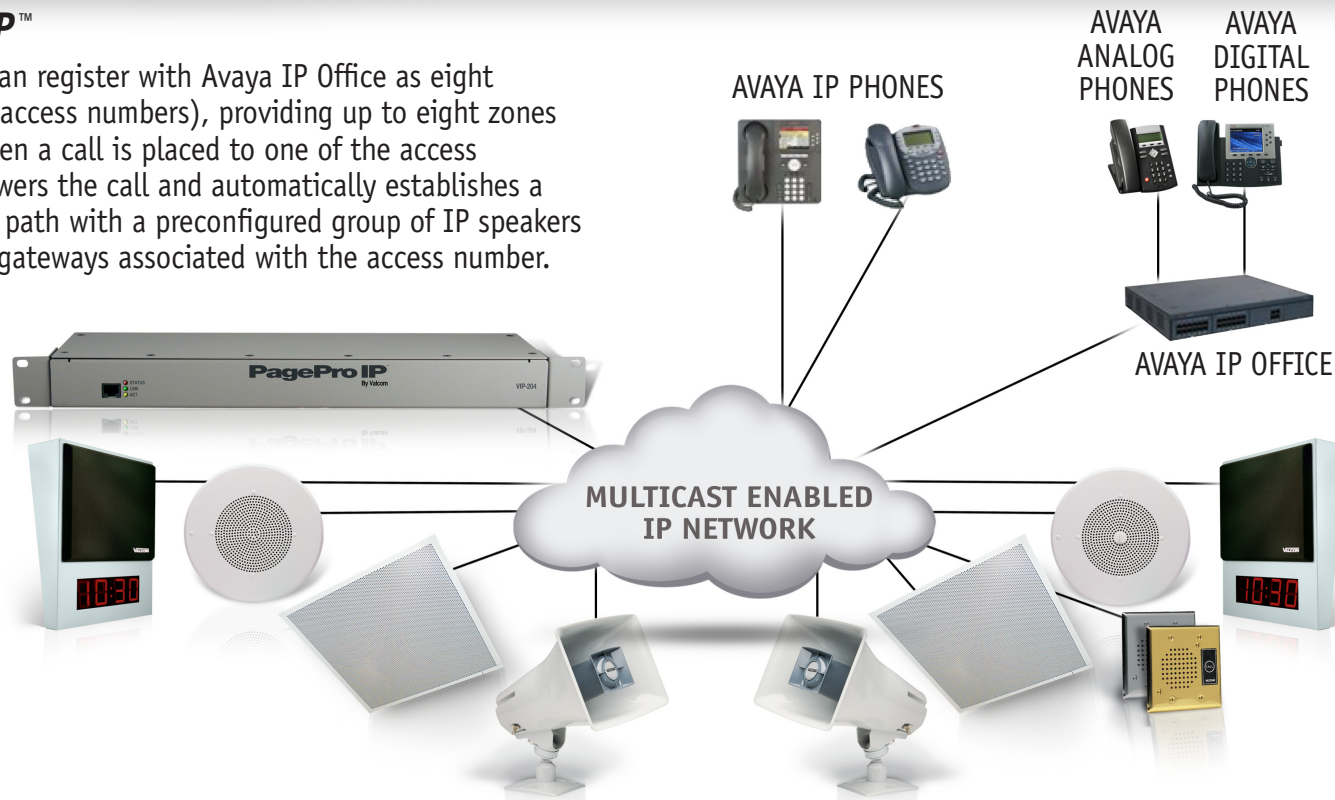 P™
an register with Avaya IP Office as eight
access numbers), providing up to eight zones
en a call is placed to one of the access
wers the call and automatically establishes a
path with a preconfigured group of IP speakers
gateways associated with the access number.
AVAYA IP PHONES
AVAYA
ANALOG
PHONES
AVAYA
DIGITAL
PHONES
AVAYA IP OFFICE
STATUS
LINK
ACT
PagePro IP
By Valcom
VIP-204
MULTICAST ENABLED
IP NETWORK
VALCOM
10:30
VALCOM
10:30